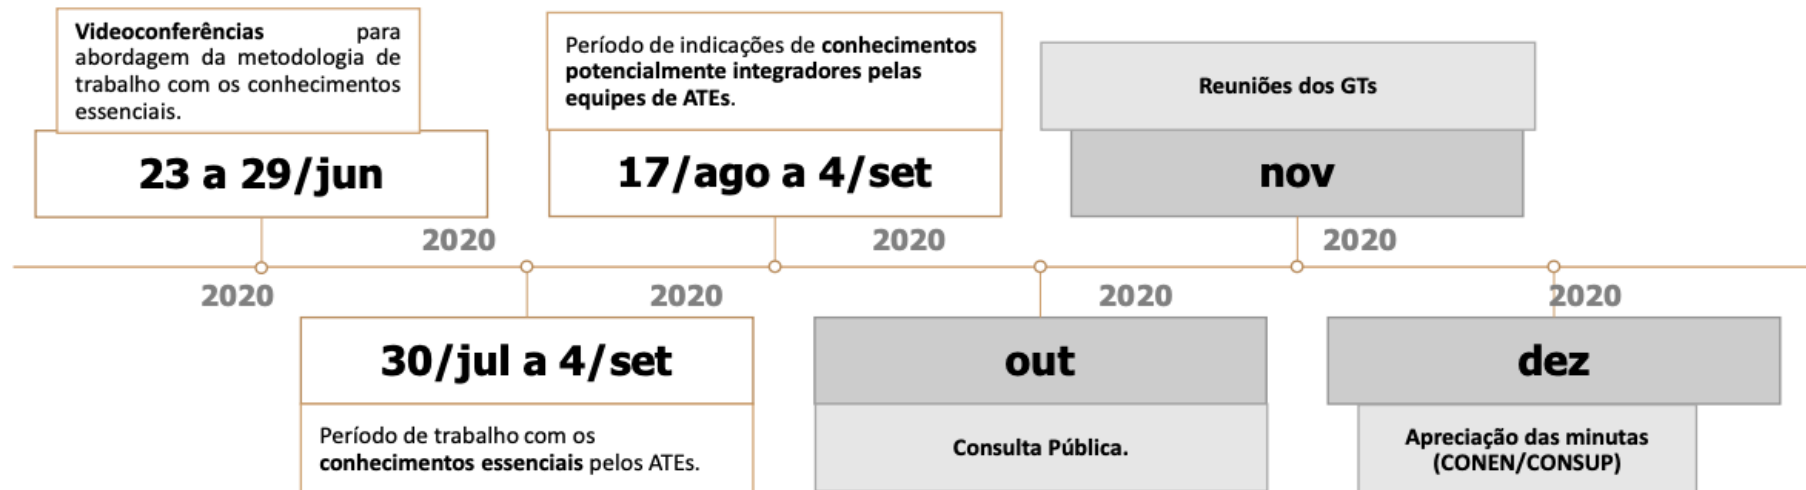 Videoconferências para
abordagem da metodologia de
trabalho com os conhecimentos
essenciais.
23 a 29/jun
2020
30/jul a 4/set
Período de trabalho com os
conhecimentos essenciais pelos ATEs.
2020
Período de indicações de conhecimentos
potencialmente integradores pelas
equipes de ATEs.
17/ago a 4/set
2020
out
Consulta Pública.
2020
Reuniões dos GTs
nov
2020
dez
Apreciação das minutas
(CONEN/CONSUP)
2020